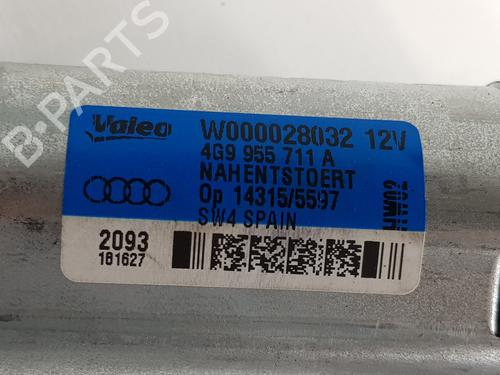 B-PARTS
Valeo
W000028032 12V
4G9 955 711 A
NAHENTSTOERT
Op 14315/5597
SW4 SPAIN
2093
181627